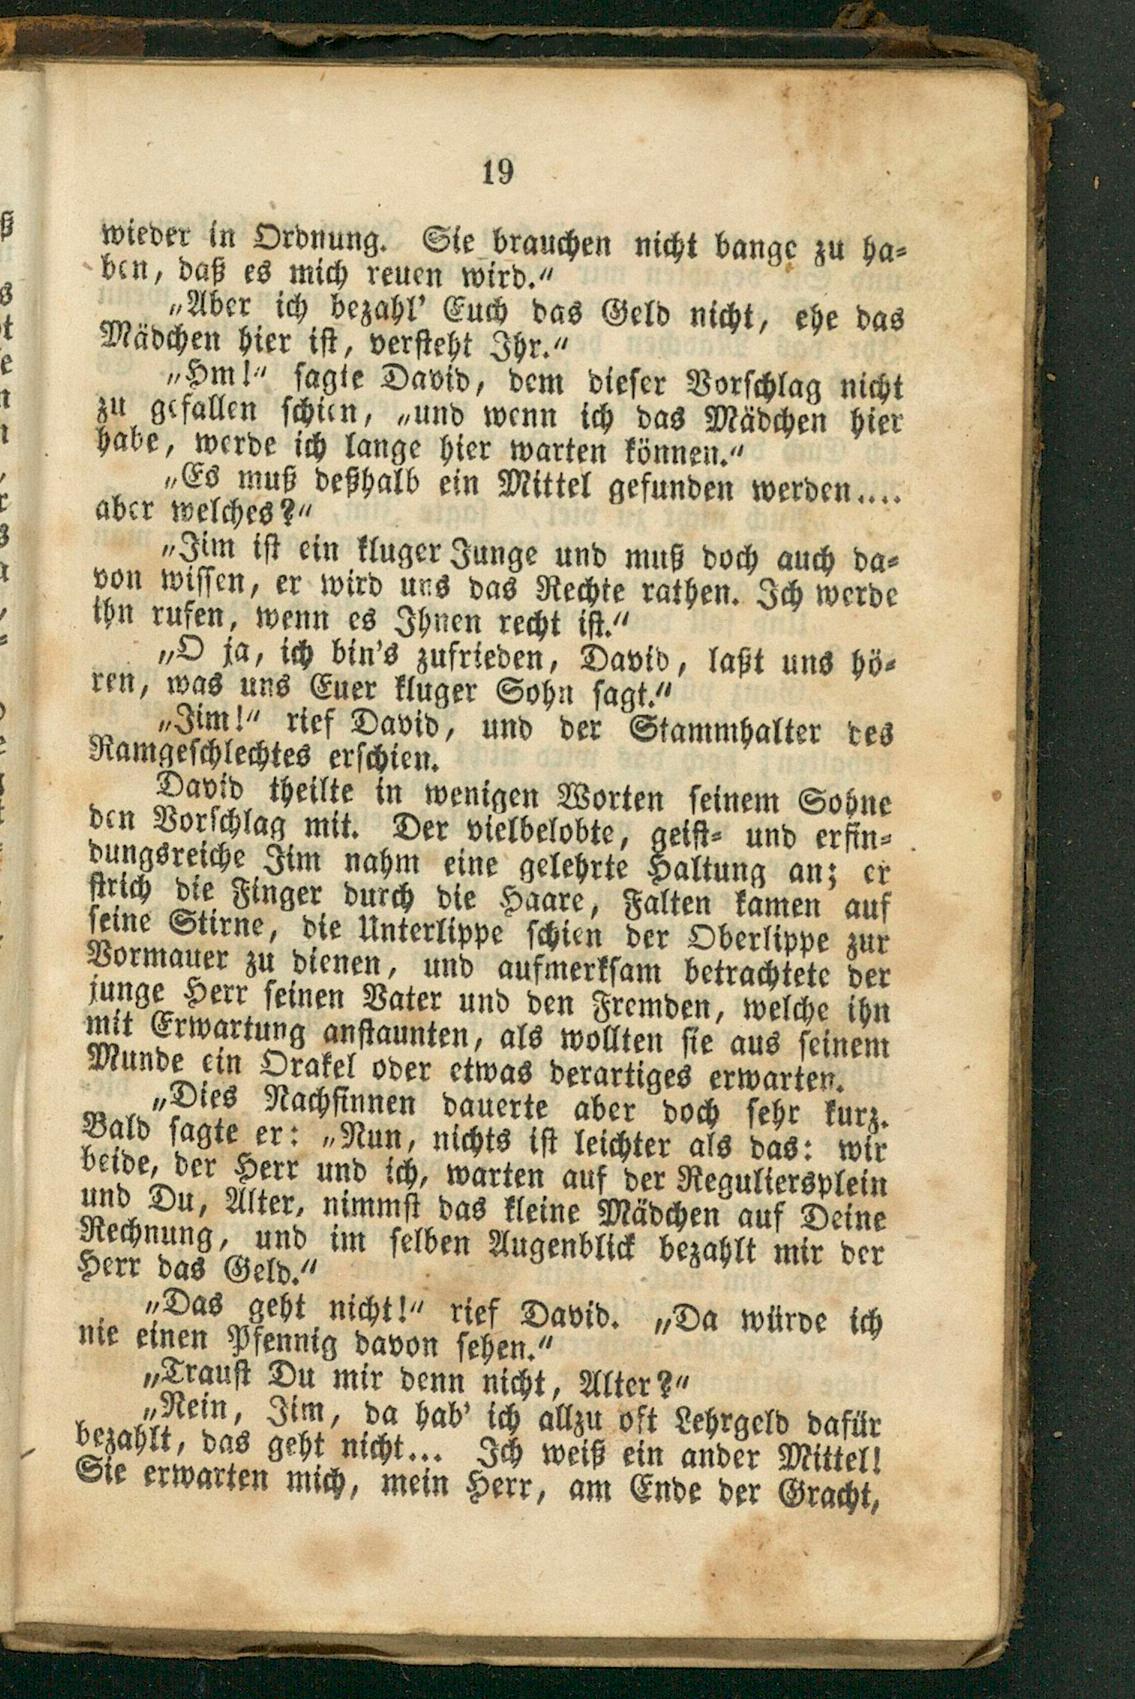 19
wieder in Ordnung. Sie brauchen nicht bange zu ha-
ben, daß es mich reuen wird.“
„Aber ich bezahl' Euch das Geld nicht, ehe das
Mädchen hier ist, versteht Ihr.“
„Hm!“ sagte David, dem dieser Vorschlag nicht
zu gefallen schien, „und wenn ich das Mädchen hier
habe, werde ich lange hier warten können.“
„Es muß deßhalb ein Mittel gefunden werden....
aber welches?“
„Jim ist ein kluger Junge und muß doch auch da-
von wissen, er wird uns das Rechte rathen. Ich werde
ihn rufen, wenn es Ihnen recht ist.“
„O ja, ich bin's zufrieden, David, laßt uns hö-
ren, was uns Euer kluger Sohn sagt.“
„Jim!“ rief David, und der Stammhalter des
Ramgeschlechtes erschien.
David theilte in wenigen Worten seinem Sohne
den Vorschlag mit. Der vielbelobte, geist- und erfin-
dungsreiche Jim nahm eine gelehrte Haltung an; er
strich die Finger durch die Haare, Falten kamen auf
seine Stirne, die Unterlippe schien der Oberlippe zur
Vormauer zu dienen, und aufmerksam betrachtete der
junge Herr seinen Vater und den Fremden, welche ihn
mit Erwartung anstaunten, als wollten sie aus seinem
Munde ein Orakel oder etwas derartiges erwarten.
„Dies Nachsinnen dauerte aber doch sehr kurz.
Bald sagte er: „Nun, nichts ist leichter als das: wir
beide, der Herr und ich, warten auf der Reguliersplein
und Du, Alter, nimmst das kleine Mädchen auf Deine
Rechnung, und im selben Augenblick bezahlt mir der
Herr das Geld.“
„Das geht nicht!“ rief David. „Da würde ich
nie einen Pfennig davon sehen.“
„Traust Du mir denn nicht, Alter?“
„Nein, Jim, da hab' ich allzu oft Lehrgeld dafür
bezahlt, das geht nicht... Ich weiß ein ander Mittel!
Sie erwarten mich, mein Herr, am Ende der Gracht,